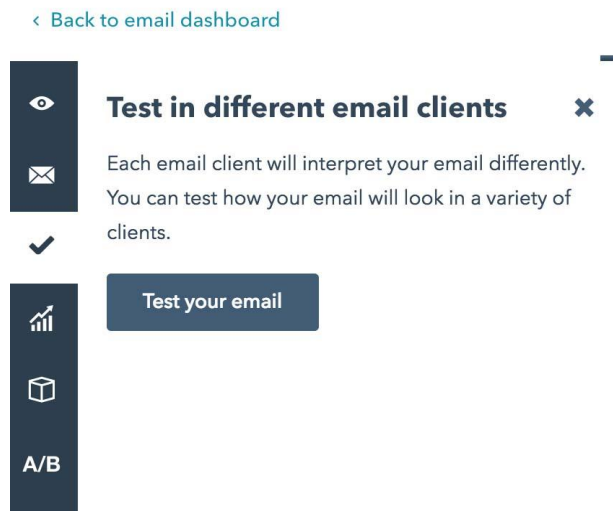 Back to email dashboard
Test in different email clients
Each email client will interpret your email differently.
You can test how your email will look in a variety of
clients.
Test your email
A/B